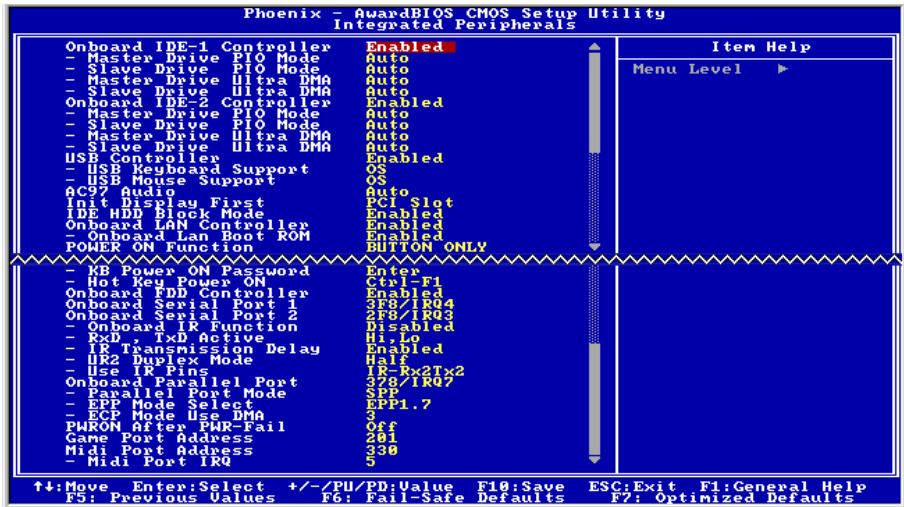 Phoenix - AwardBIOS CMOS Setup Utility
Integrated Peripherals
Onboard IDE-1 Controller Enabled
- Master Drive PIO Mode Auto
- Slave Drive PIO Mode Auto
- Master Drive Ultra DMA Auto
- Slave Drive Ultra DMA Auto
Onboard IDE-2 Controller Enabled
- Master Drive PIO Mode Auto
- Slave Drive PIO Mode Auto
- Master Drive Ultra DMA Auto
- Slave Drive Ultra DMA Auto
USB Controller Enabled
- USB Keyboard Support OS
- USB Mouse Support OS
AC97 Audio Auto
Init Display First PCI Slot
IDE HDD Block Mode Enabled
Onboard LAN Controller Enabled
- Onboard Lan Boot ROM Enabled
POWER ON Function BUTTON ONLY
- KB Power ON Password Enter
- Hot Key Power ON Ctrl-F1
Onboard FDD Controller Enabled
Onboard Serial Port 1 3F8/IRQ4
Onboard Serial Port 2 2F8/IRQ3
- Onboard IR Function Disabled
- RxD , TxD Active Hi,Lo
- IR Transmission Delay Enabled
- UR2 Duplex Mode Half
- Use IR Pins IR-Rx2Tx2
Onboard Parallel Port 378/IRQ7
- Parallel Port Mode SPP
- EPP Mode Select EPP1.7
- ECP Mode Use DMA 3
PWRON After PWR-Fail Off
Game Port Address 201
Midi Port Address 330
- Midi Port IRQ 5
Item Help
Menu Level ►
↑↓:Move Enter:Select +/-/PU/PD:Value F10:Save ESC:Exit F1:General Help
F5: Previous Values F6: Fail-Safe Defaults F7: Optimized Defaults